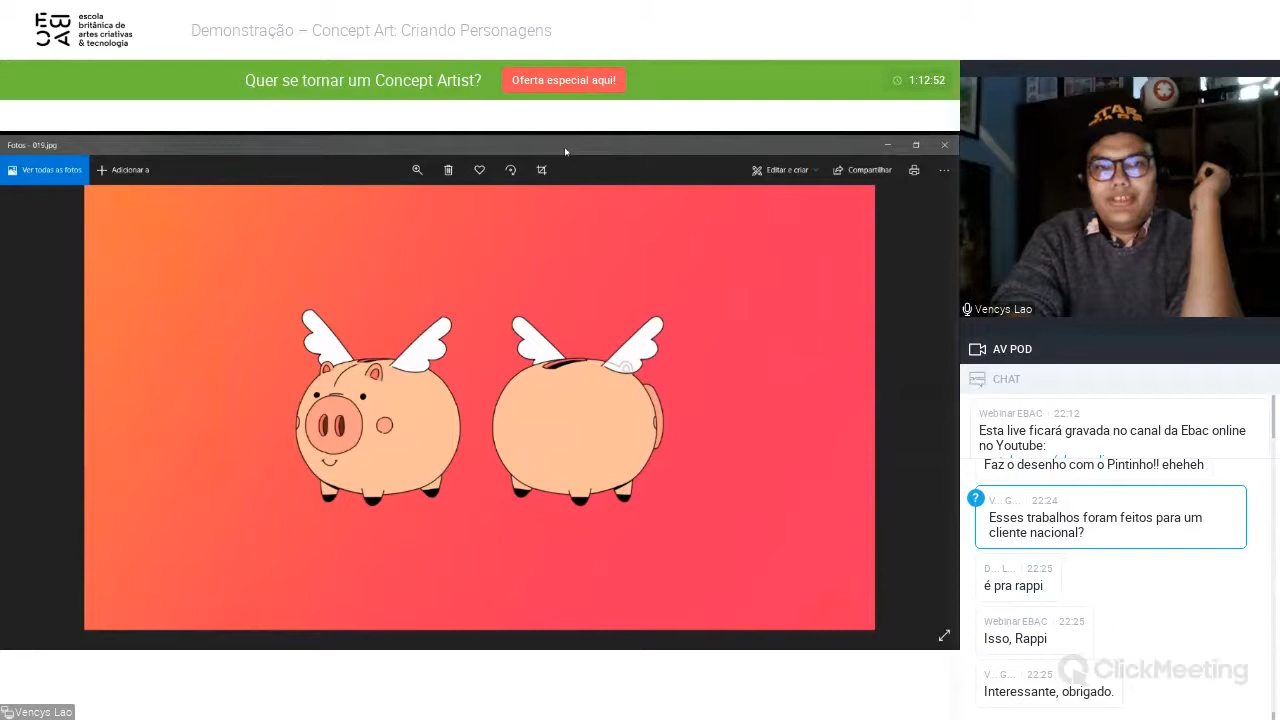 escola
britânica de
artes criativas
& tecnologia
EBAC
Demonstração – Concept Art: Criando Personagens
Quer se tornar um Concept Artist?
Oferta especial aqui!
1:12:52
Fotos - 019.jpg
Ver todas as fotos
Adicionar a
Editar e criar
Compartilhar
STAR
WARS
Vencys Lao
AV POD
CHAT
Webinar EBAC · 22:12
Esta live ficará gravada no canal da Ebac online
no Youtube:
Faz o desenho com o Pintinho!! eheheh
?
V... G... · 22:24
Esses trabalhos foram feitos para um
cliente nacional?
D... L... · 22:25
é pra rappi
Webinar EBAC · 22:25
Isso, Rappi
V... G... · 22:25
Interessante, obrigado.
ClickMeeting
Vencys Lao